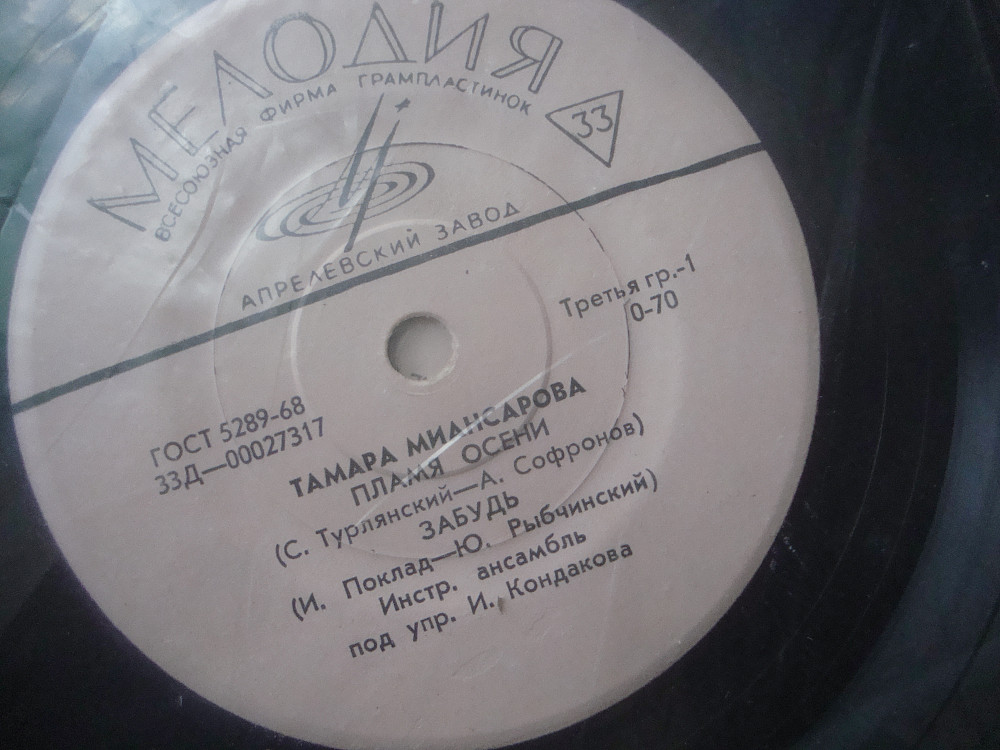 МЕЛОДИЯ
ВСЕСОЮЗНАЯ ФИРМА ГРАМПЛАСТИНОК
33
АПРЕЛЕВСКИЙ ЗАВОД
Третья гр.-1
0-70
ГОСТ 5289-68
33Д—00027317
ТАМАРА МИАНСАРОВА
ПЛАМЯ ОСЕНИ
(С. Турлянский—А. Софронов)
ЗАБУДЬ
(И. Поклад—Ю. Рыбчинский)
Инстр. ансамбль
под упр. И. Кондакова